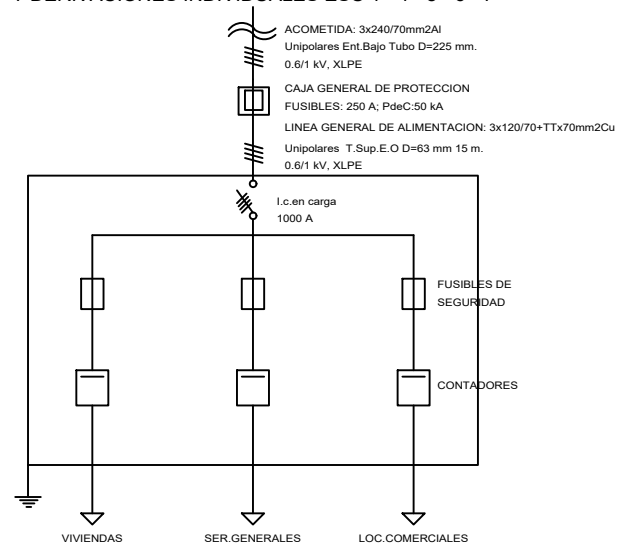 ACOMETIDA: 3x240/70mm2Al
Unipolares Ent.Bajo Tubo D=225 mm.
0.6/1 kV, XLPE
CAJA GENERAL DE PROTECCION
FUSIBLES: 250 A; PdeC:50 kA
LINEA GENERAL DE ALIMENTACION: 3x120/70+TTx70mm2Cu
Unipolares T.Sup.E.O D=63 mm 15 m.
0.6/1 kV, XLPE
I.c.en carga
1000 A
FUSIBLES DE
SEGURIDAD
CONTADORES
VIVIENDAS SER.GENERALES LOC.COMERCIALES